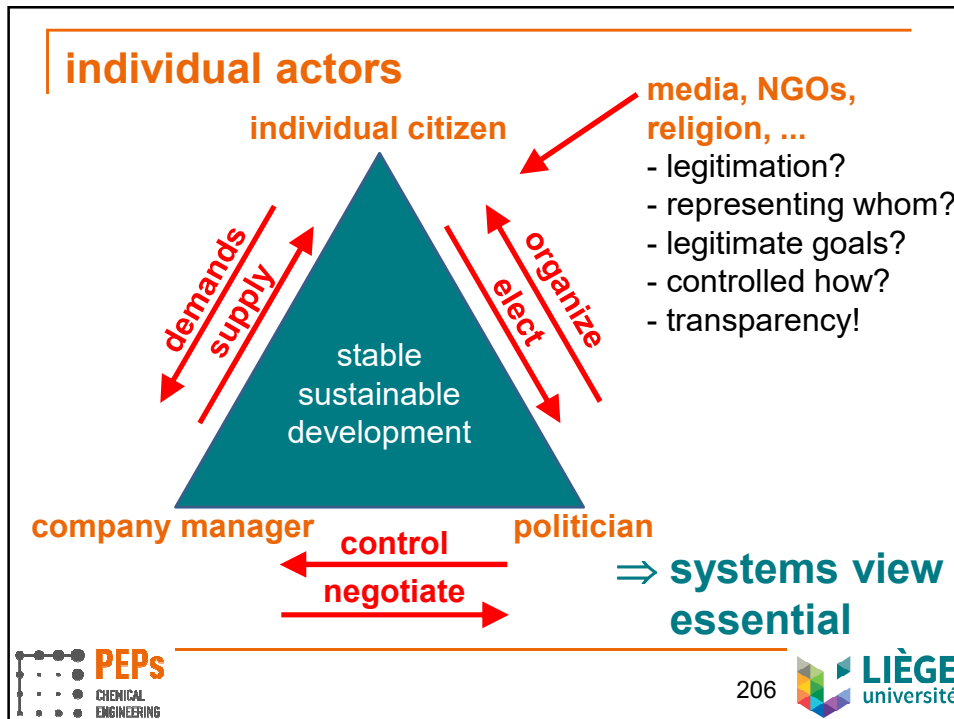 individual actors
individual citizen
media, NGOs,
religion, ...
- legitimation?
- representing whom?
- legitimate goals?
- controlled how?
- transparency!
demands
supply
elect
organize
stable
sustainable
development
company manager
politician
control
negotiate
⇒ systems view
essential
PEPs
CHEMICAL
ENGINEERING
206
LIÈGE
université